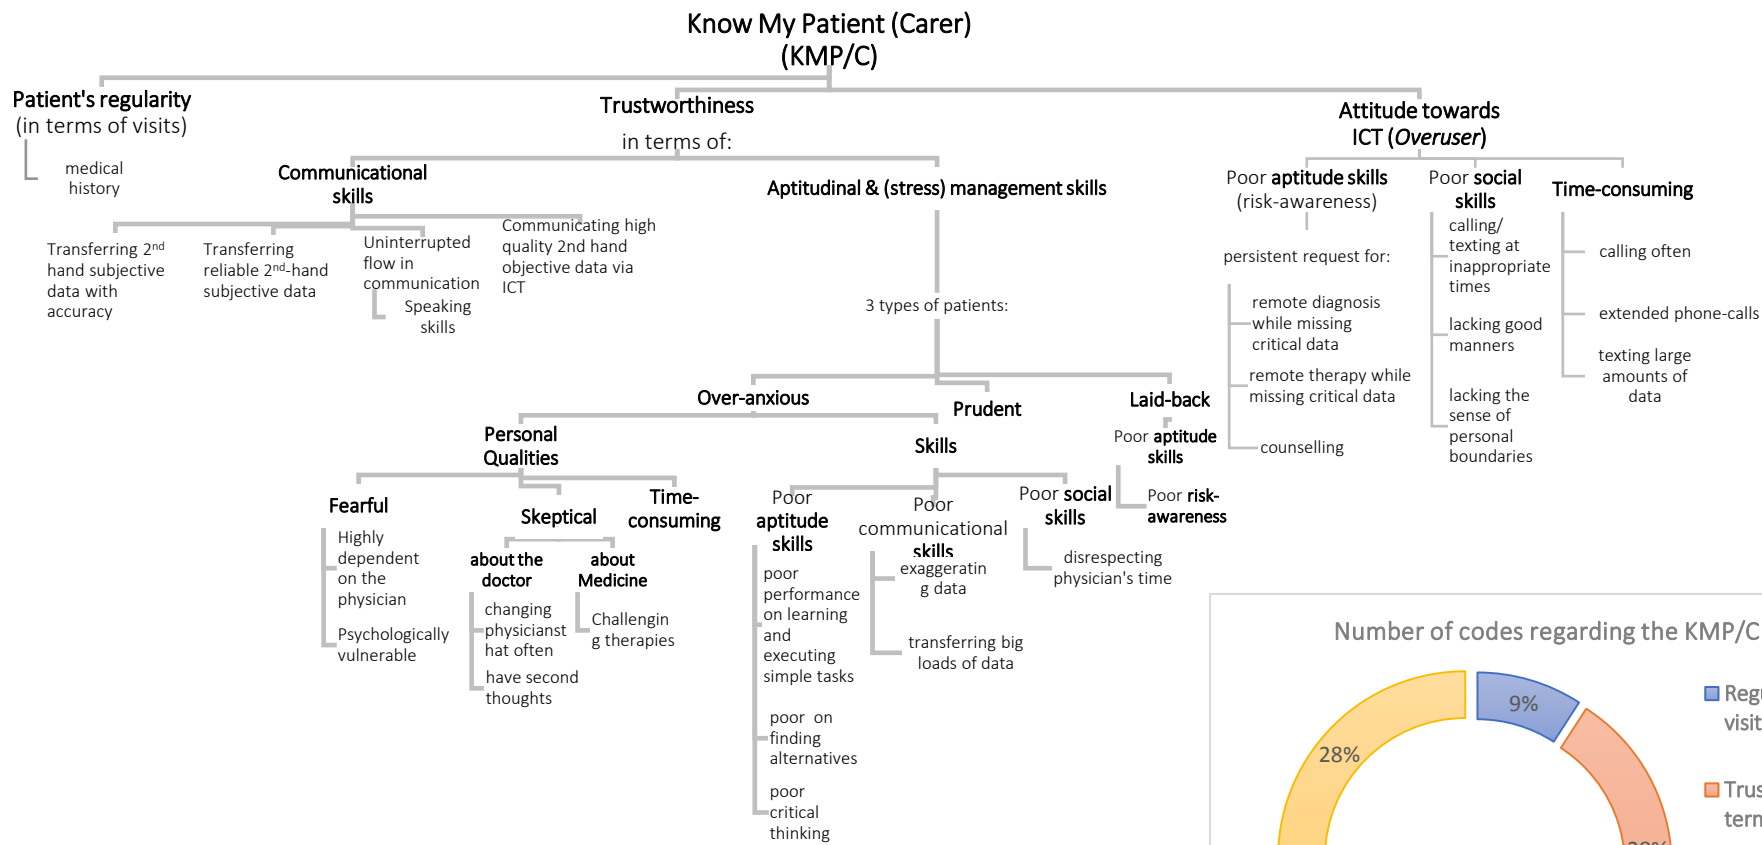 Know My Patient (Carer)
(KMP/C)
Patient's regularity
(in terms of visits)
medical
history
Trustworthiness
in terms of:
Communicational
skills
Transferring 2nd
hand subjective
data with
accuracy
Transferring
reliable 2nd-hand
subjective data
Uninterrupted
flow in
communication
Speaking
skills
Communicating high
quality 2nd hand
objective data via
ICT
Aptitudinal & (stress) management skills
3 types of patients:
Over-anxious
Personal
Qualities
Fearful
Highly
dependent
on the
physician
Psychologically
vulnerable
Skeptical
about the
doctor
changing
physicianst
hat often
have second
thoughts
about
Medicine
Challengin
g therapies
Time-
consuming
Skills
Poor
aptitude
skills
poor
performance
on learning
and
executing
simple tasks
poor on
finding
alternatives
poor
critical
thinking
Poor
communicational
skills
exaggeratin
g data
transferring big
loads of data
Poor social
skills
disrespecting
physician's time
Prudent
Laid-back
Poor aptitude
skills
Poor risk-
awareness
Attitude towards
ICT (Overuser)
Poor aptitude skills
(risk-awareness)
persistent request for:
remote diagnosis
while missing
critical data
remote therapy while
missing critical data
counselling
Poor social
skills
calling/
texting at
inappropriate
times
lacking good
manners
lacking the
sense of
personal
boundaries
Time-consuming
calling often
extended phone-calls
texting large
amounts of
data
Number of codes regarding the KMP/C
9%
28%